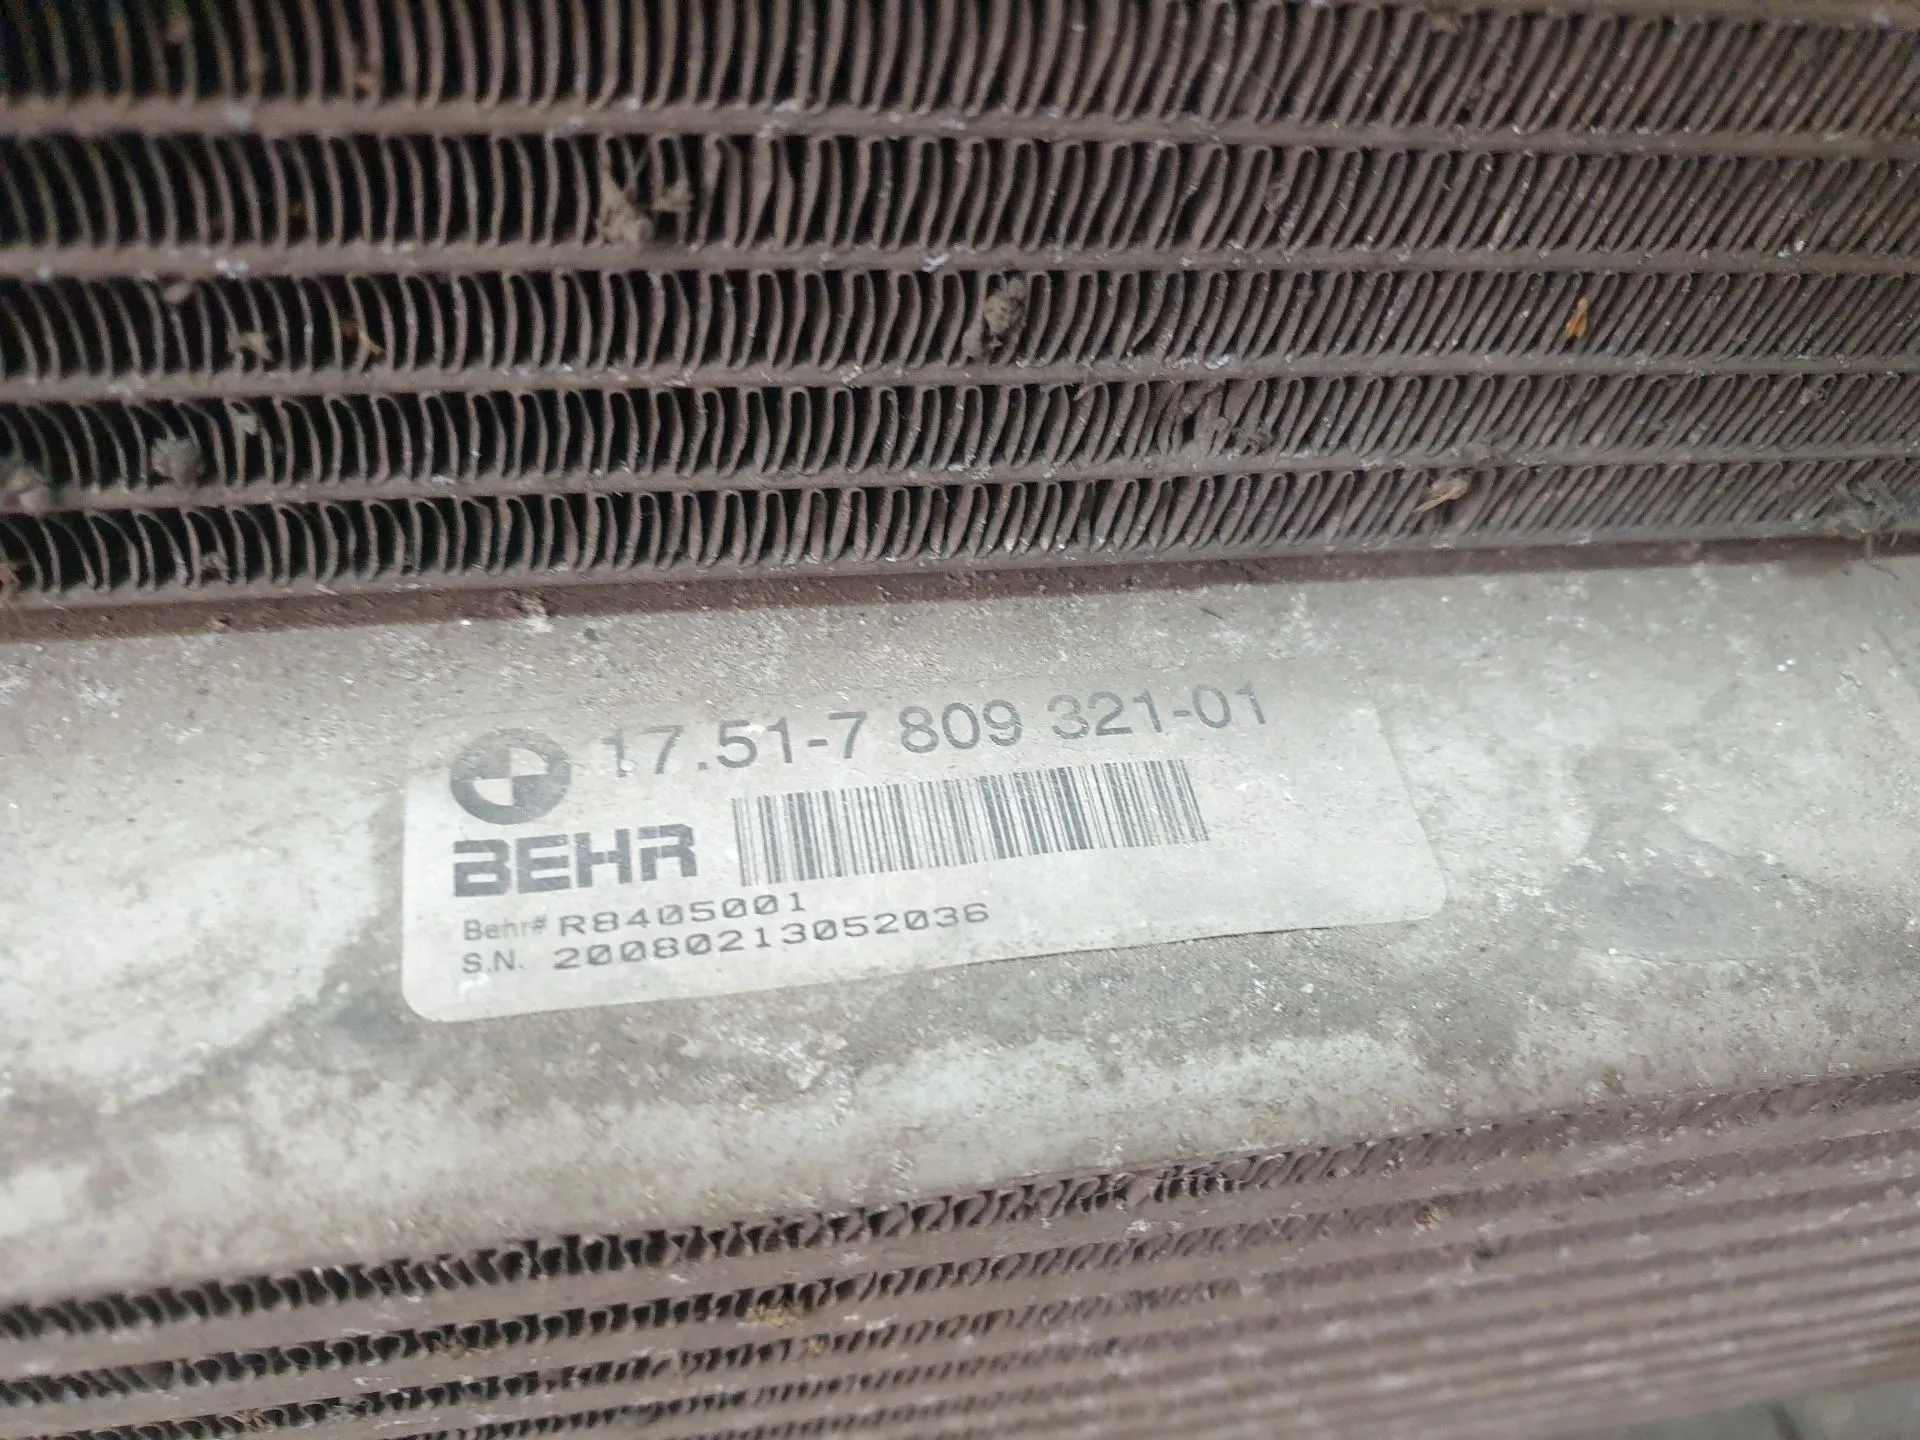 17.51-7 809 321-01
BEHR
Behr# R8405001
S.N. 20080213052036